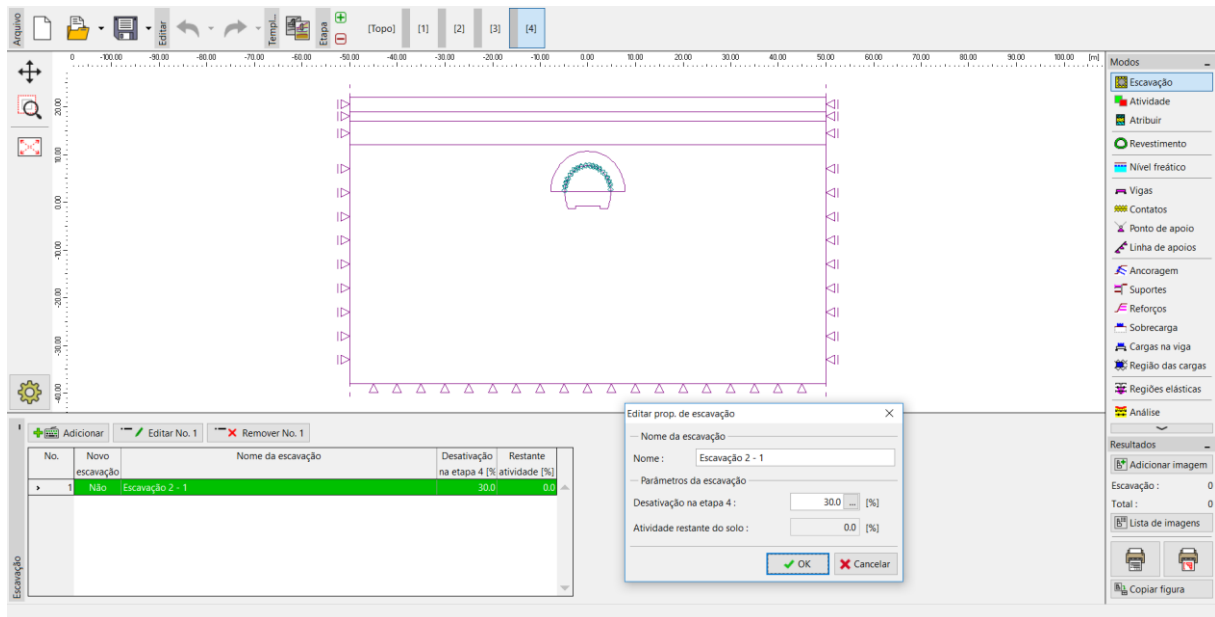 Arquivo
Editar
Templ...
Etapa
[Topo] [1] [2] [3] [4]
0 -100.00 -90.00 -80.00 -70.00 -60.00 -50.00 -40.00 -30.00 -20.00 -10.00 0.00 10.00 20.00 30.00 40.00 50.00 60.00 70.00 80.00 90.00 100.00 [m]
20.00
10.00
0.00
-10.00
-20.00
-30.00
-40.00
Modos
Escavação
Atividade
Atribuir
Revestimento
Nível freático
Vigas
Contatos
Ponto de apoio
Linha de apoios
Ancoragem
Suportes
Reforços
Sobrecarga
Cargas na viga
Região das cargas
Regiões elásticas
Análise
Resultados
Adicionar imagem
Escavação : 0
Total : 0
Lista de imagens
Copiar figura
Escavação
Adicionar Editar No. 1 Remover No. 1
No. Novo Nome da escavação Desativação Restante
escavação na etapa 4 [% atividade [%]
1 Não Escavação 2 - 1 30.0 0.0
Editar prop. de escavação
Nome da escavação
Nome : Escavação 2 - 1
Parâmetros da escavação
Desativação na etapa 4 : 30.0 ... [%]
Atividade restante do solo : 0.0 [%]
OK Cancelar